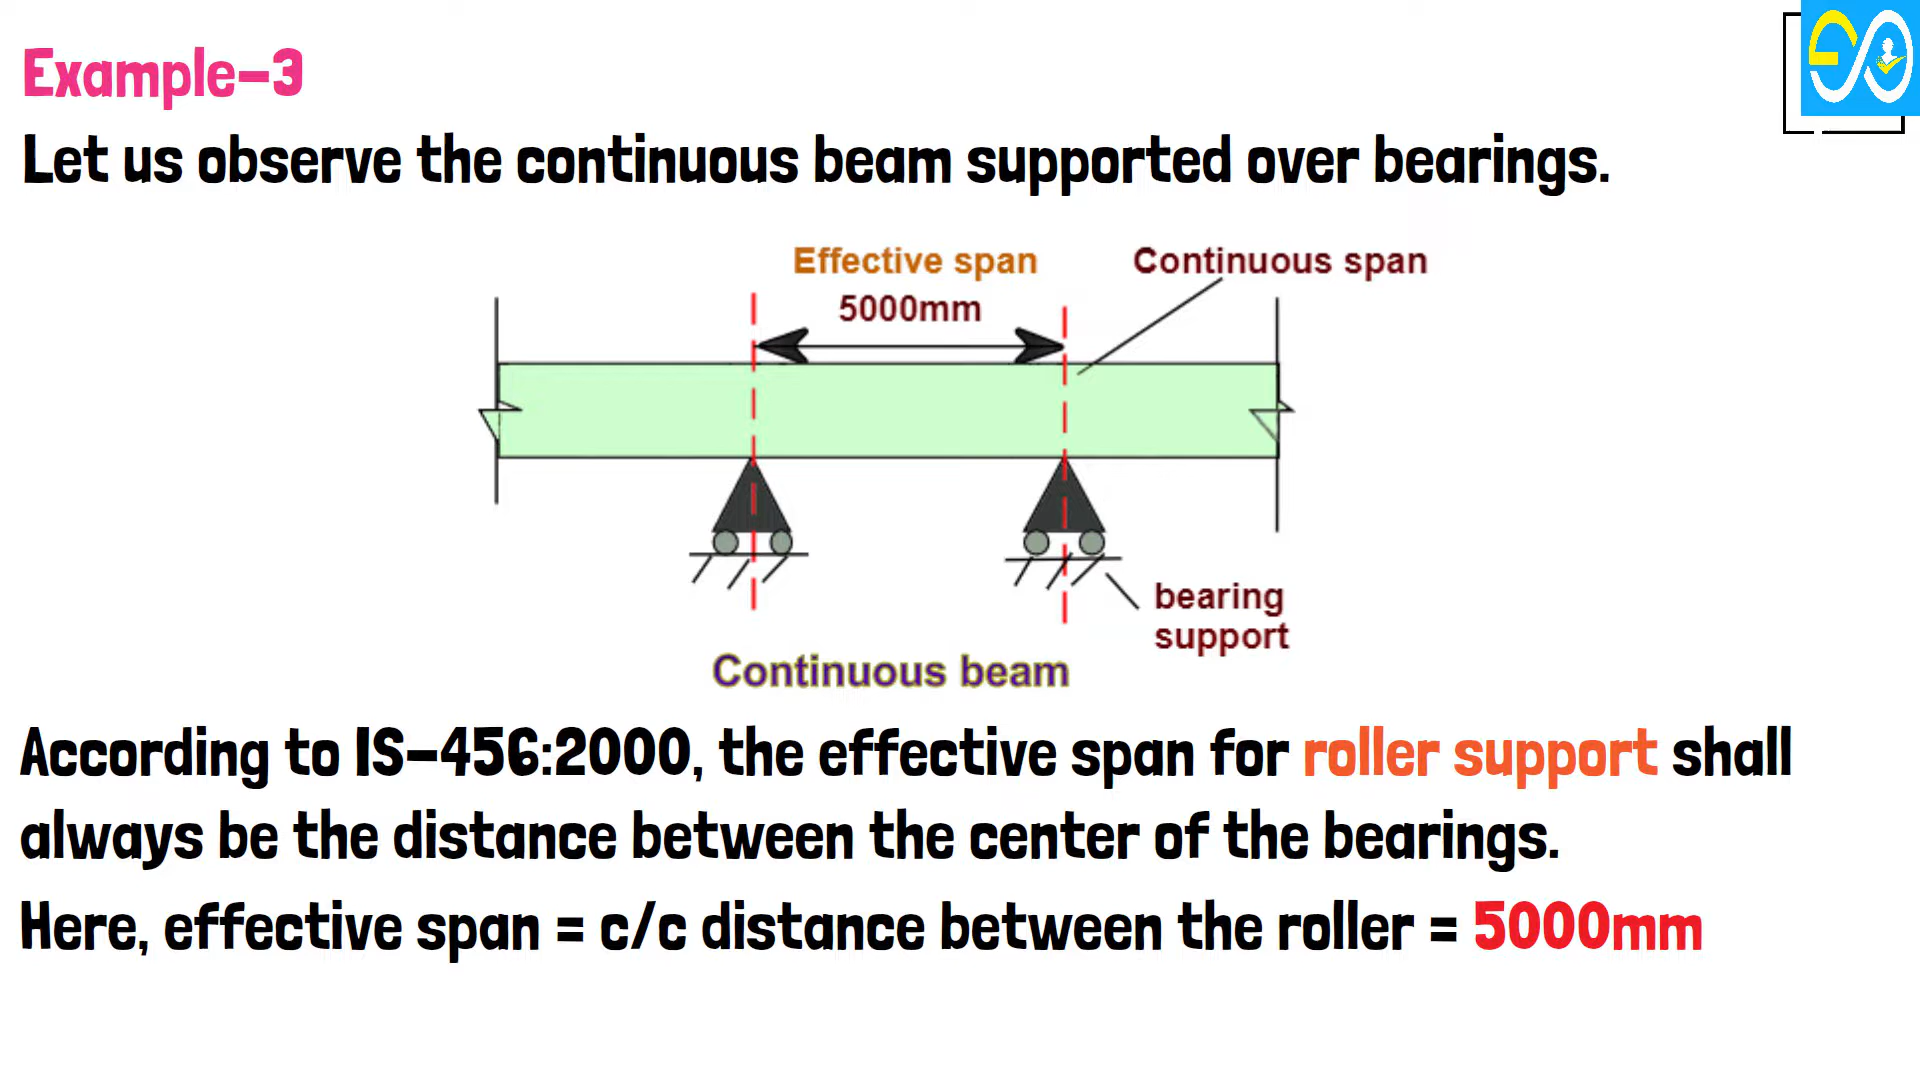 Example-3
Let us observe the continuous beam supported over bearings.
Effective span
Continuous span
5000mm
bearing
support
Continuous beam
According to IS-456:2000, the effective span for roller support shall
always be the distance between the center of the bearings.
Here, effective span = c/c distance between the roller = 5000mm